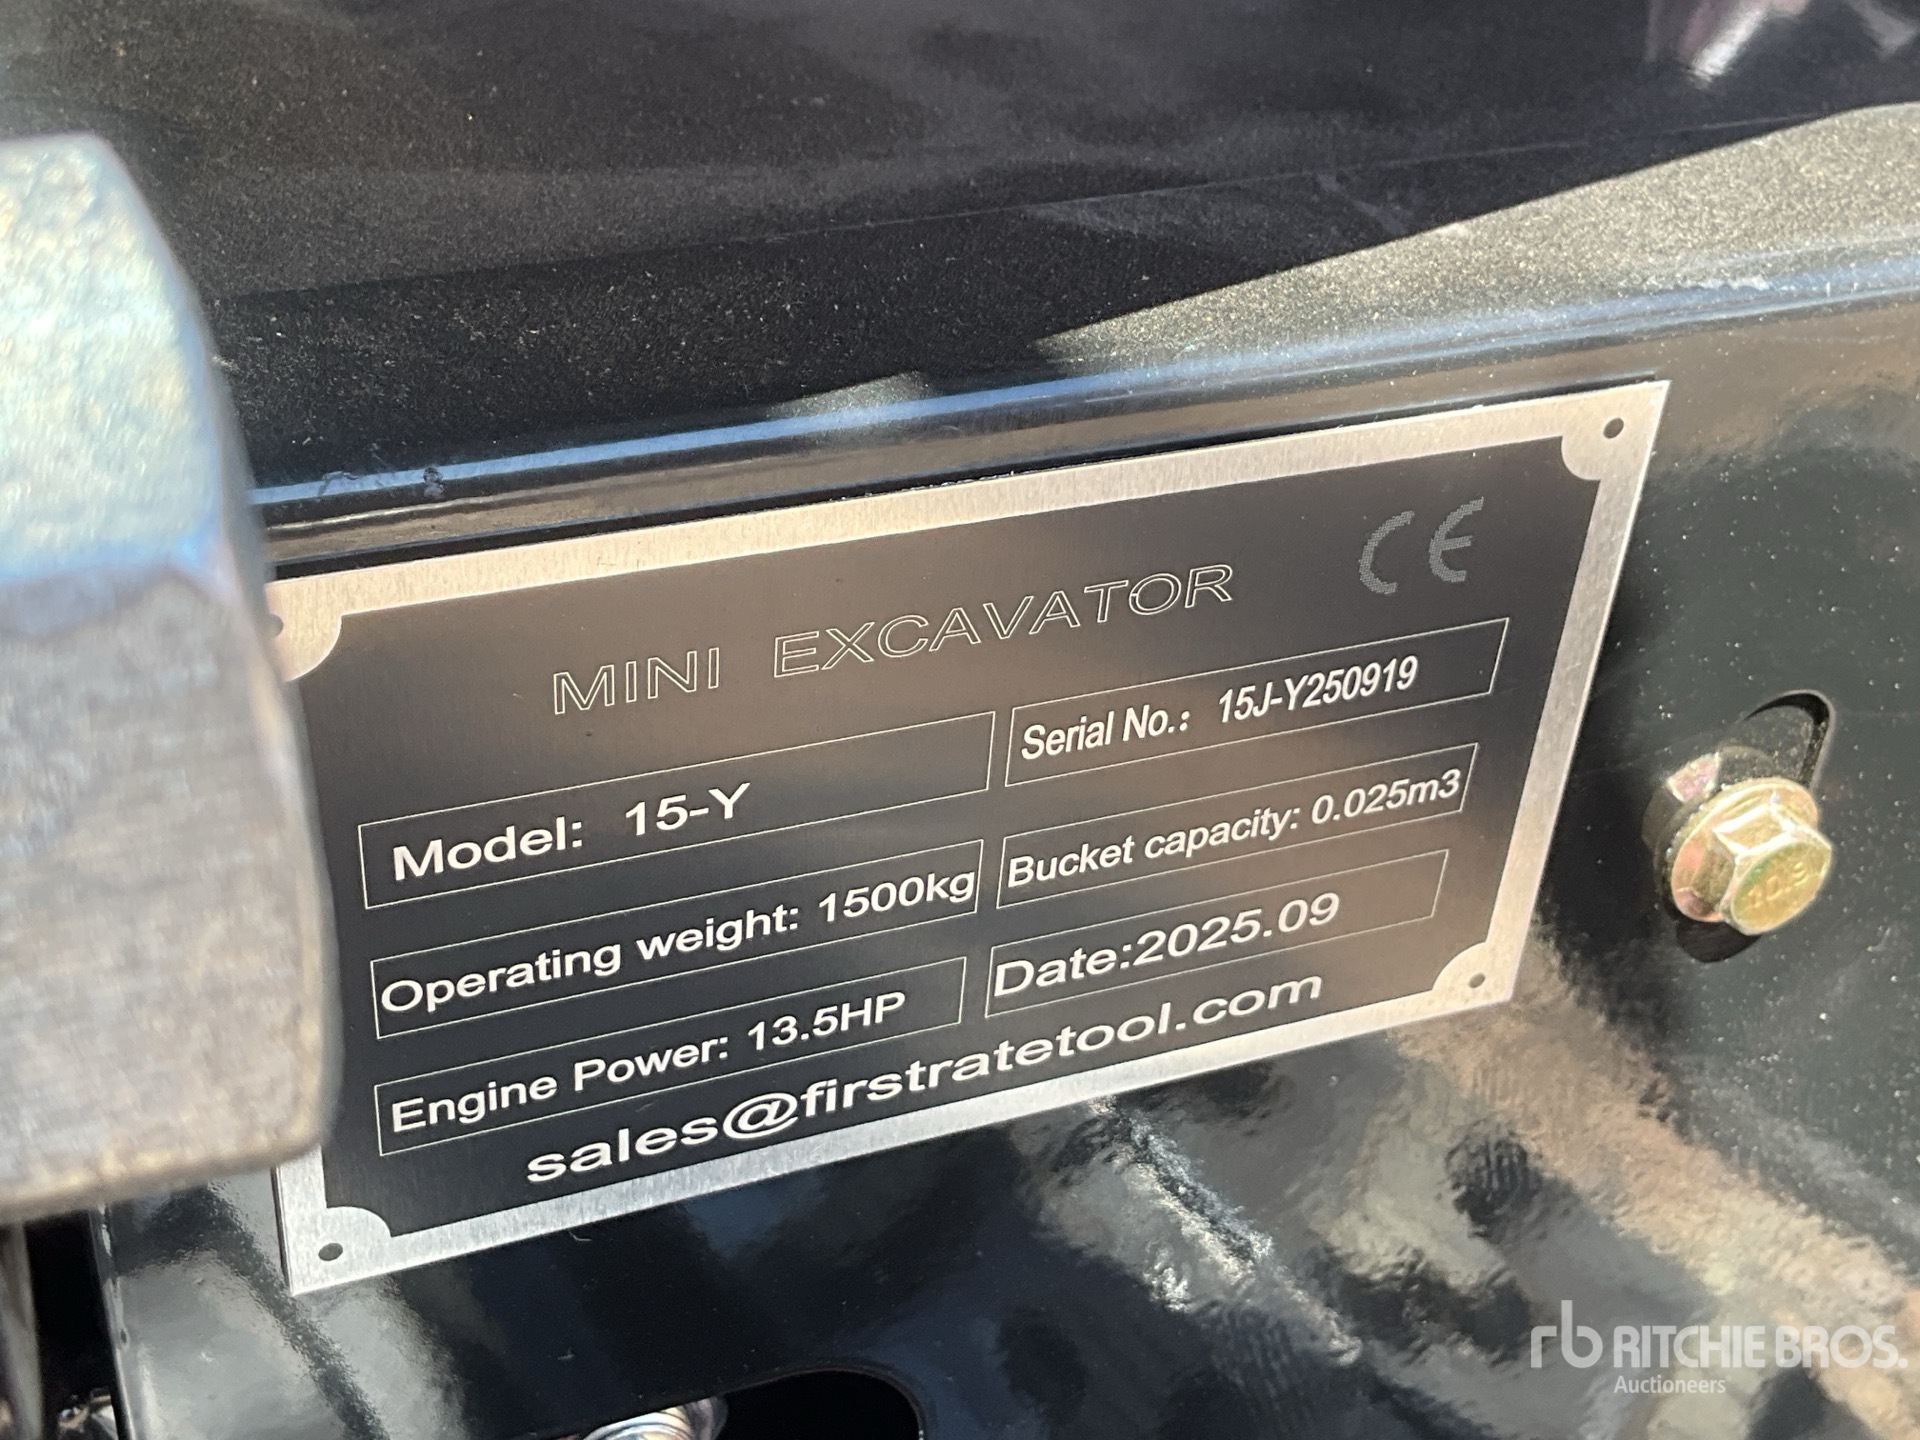 MINI EXCAVATOR CE
Model: 15-Y
Serial No.: 15J-Y250919
Operating weight: 1500kg
Bucket capacity: 0.025m3
Engine Power: 13.5HP
Date:2025.09
sales@firstratetool.com
rb RITCHIE BROS.
Auctioneers